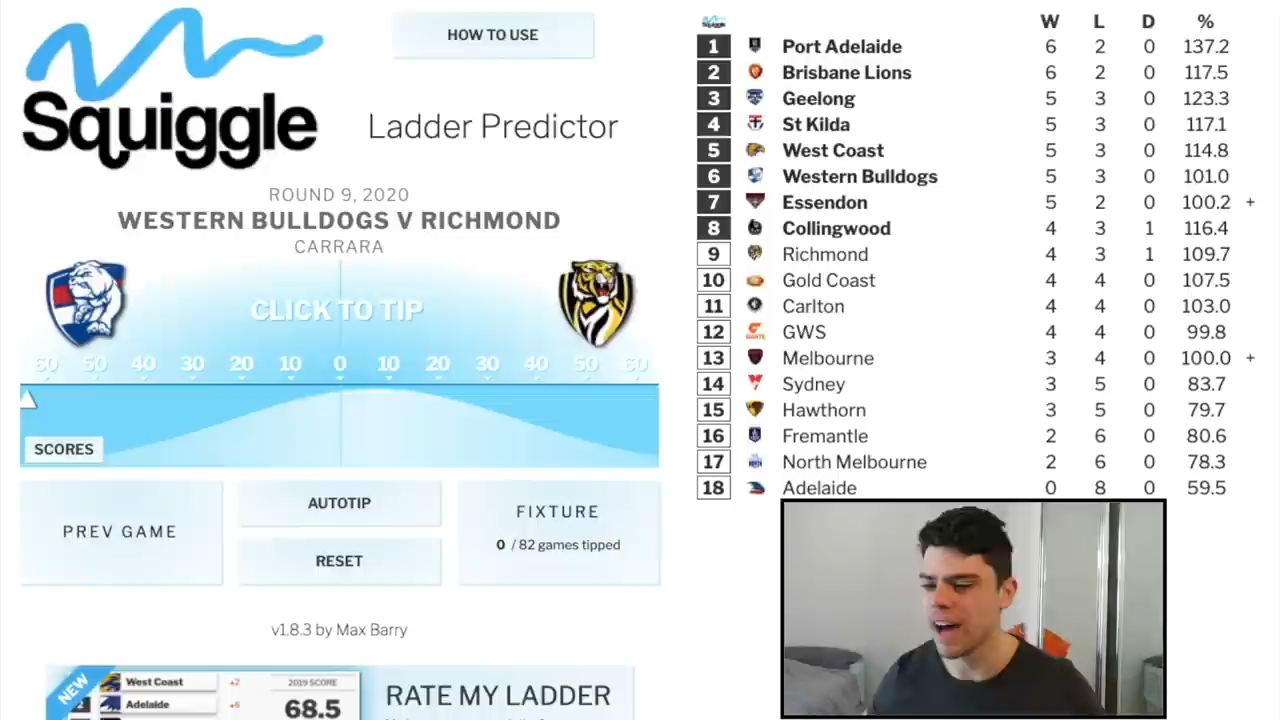 Squiggle
HOW TO USE
Ladder Predictor
ROUND 9, 2020
WESTERN BULLDOGS V RICHMOND
CARRARA
CLICK TO TIP
60 50 40 30 20 10 0 10 20 30 40 50 60
SCORES
PREV GAME
AUTOTIP
RESET
FIXTURE
0 / 82 games tipped
v1.8.3 by Max Barry
NEW
West Coast +2
2 Adelaide +6
2019 SCORE
68.5
RATE MY LADDER
Squiggle W L D %
1 Port Adelaide 6 2 0 137.2
2 Brisbane Lions 6 2 0 117.5
3 Geelong 5 3 0 123.3
4 St Kilda 5 3 0 117.1
5 West Coast 5 3 0 114.8
6 Western Bulldogs 5 3 0 101.0
7 Essendon 5 2 0 100.2 +
8 Collingwood 4 3 1 116.4
9 Richmond 4 3 1 109.7
10 Gold Coast 4 4 0 107.5
11 Carlton 4 4 0 103.0
12 GWS 4 4 0 99.8
13 Melbourne 3 4 0 100.0 +
14 Sydney 3 5 0 83.7
15 Hawthorn 3 5 0 79.7
16 Fremantle 2 6 0 80.6
17 North Melbourne 2 6 0 78.3
18 Adelaide 0 8 0 59.5